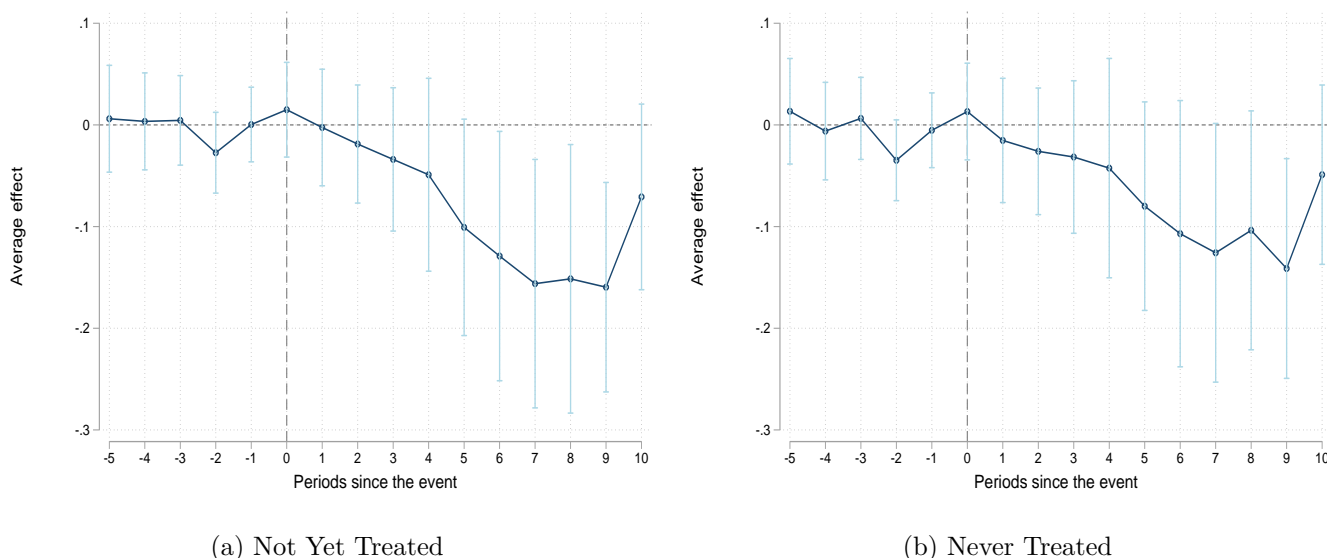 .1
0
-.1
-.2
-.3
Average effect
-5 -4 -3 -2 -1 0 1 2 3 4 5 6 7 8 9 10
Periods since the event
(a) Not Yet Treated
.1
0
-.1
-.2
-.3
Average effect
-5 -4 -3 -2 -1 0 1 2 3 4 5 6 7 8 9 10
Periods since the event
(b) Never Treated